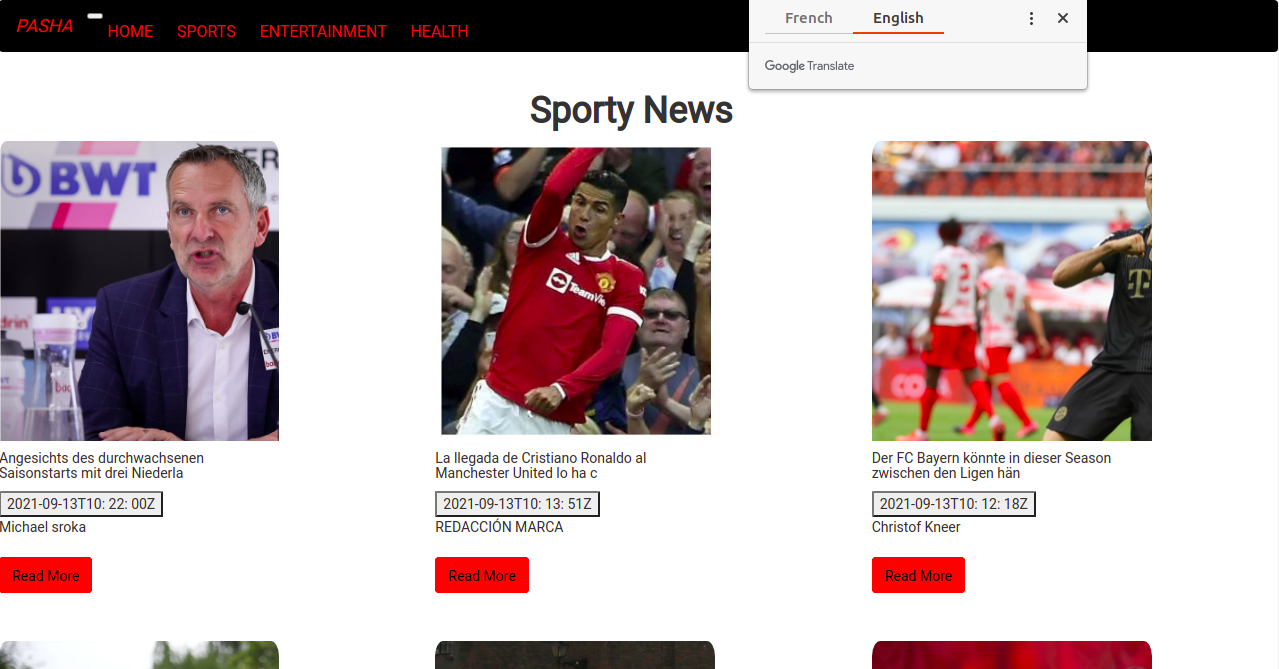 PASHA
HOME SPORTS ENTERTAINMENT HEALTH
French English
Google Translate
Sporty News
BWT
TeamVie
Angesichts des durchwachsenen
Saisonstarts mit drei Niederla
2021-09-13T10: 22: 00Z
Michael sroka
Read More
La llegada de Cristiano Ronaldo al
Manchester United lo ha c
2021-09-13T10: 13: 51Z
REDACCIÓN MARCA
Read More
Der FC Bayern könnte in dieser Season
zwischen den Ligen hän
2021-09-13T10: 12: 18Z
Christof Kneer
Read More